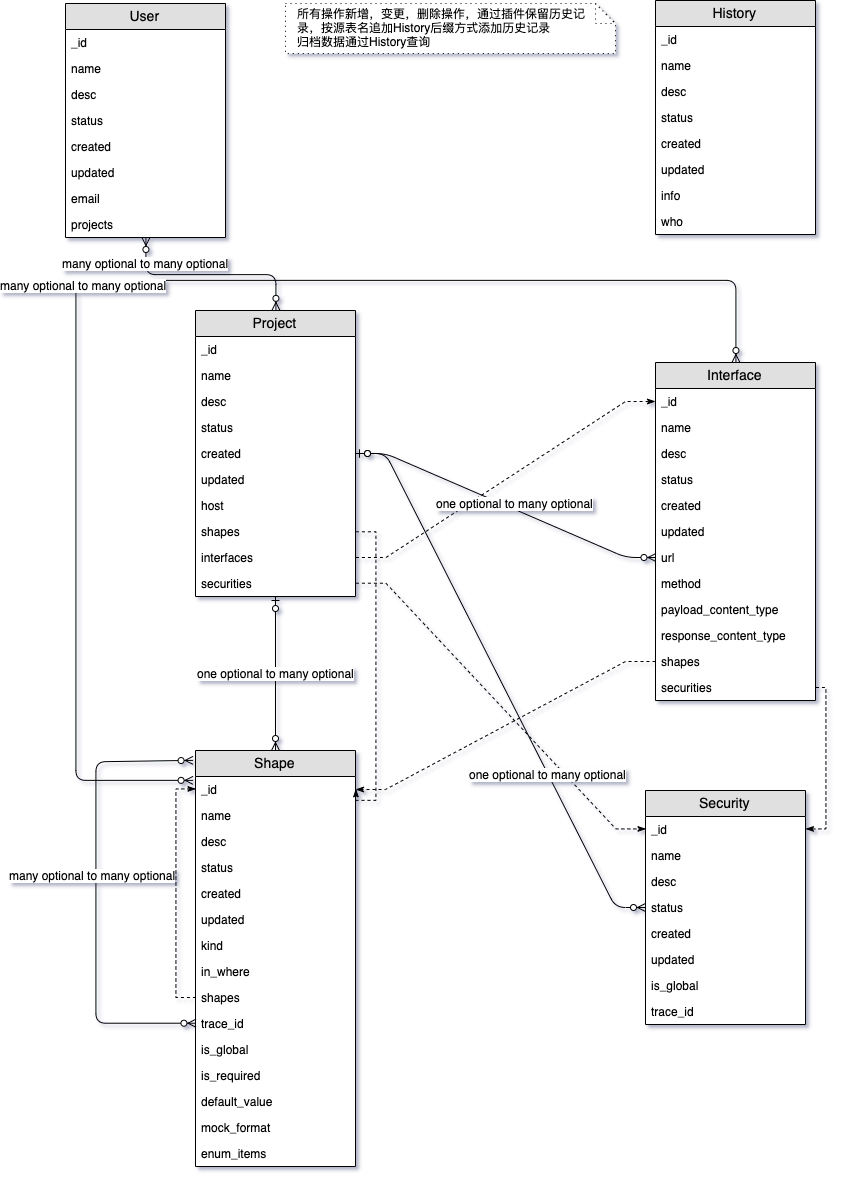 User
_id
name
desc
status
created
updated
email
projects
所有操作新增，变更，删除操作，通过插件保留历史记
录，按源表名追加History后缀方式添加历史记录
归档数据通过History查询
History
_id
name
desc
status
created
updated
info
who
many optional to many optional
many optional to many optional
Project
_id
name
desc
status
created
updated
host
shapes
interfaces
securities
Interface
_id
name
desc
status
created
updated
url
method
payload_content_type
response_content_type
shapes
securities
one optional to many optional
one optional to many optional
one optional to many optional
Shape
_id
name
desc
status
created
updated
kind
in_where
shapes
trace_id
is_global
is_required
default_value
mock_format
enum_items
many optional to many optional
Security
_id
name
desc
status
created
updated
is_global
trace_id